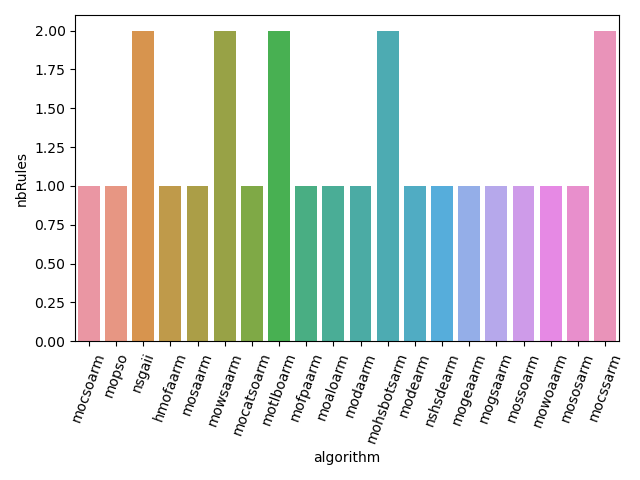 2.00
1.75
1.50
1.25
1.00
0.75
0.50
0.25
0.00
nbRules
mocsoarm
mopso
nsgaii
hmofaarm
mosaarm
mowsaarm
mocatsoarm
motlboarm
mofpaarm
moaloarm
modaarm
mohsbotsarm
modearm
nshsdearm
mogeaarm
mogsaarm
mossoarm
mowoaarm
mososarm
mocssarm
algorithm